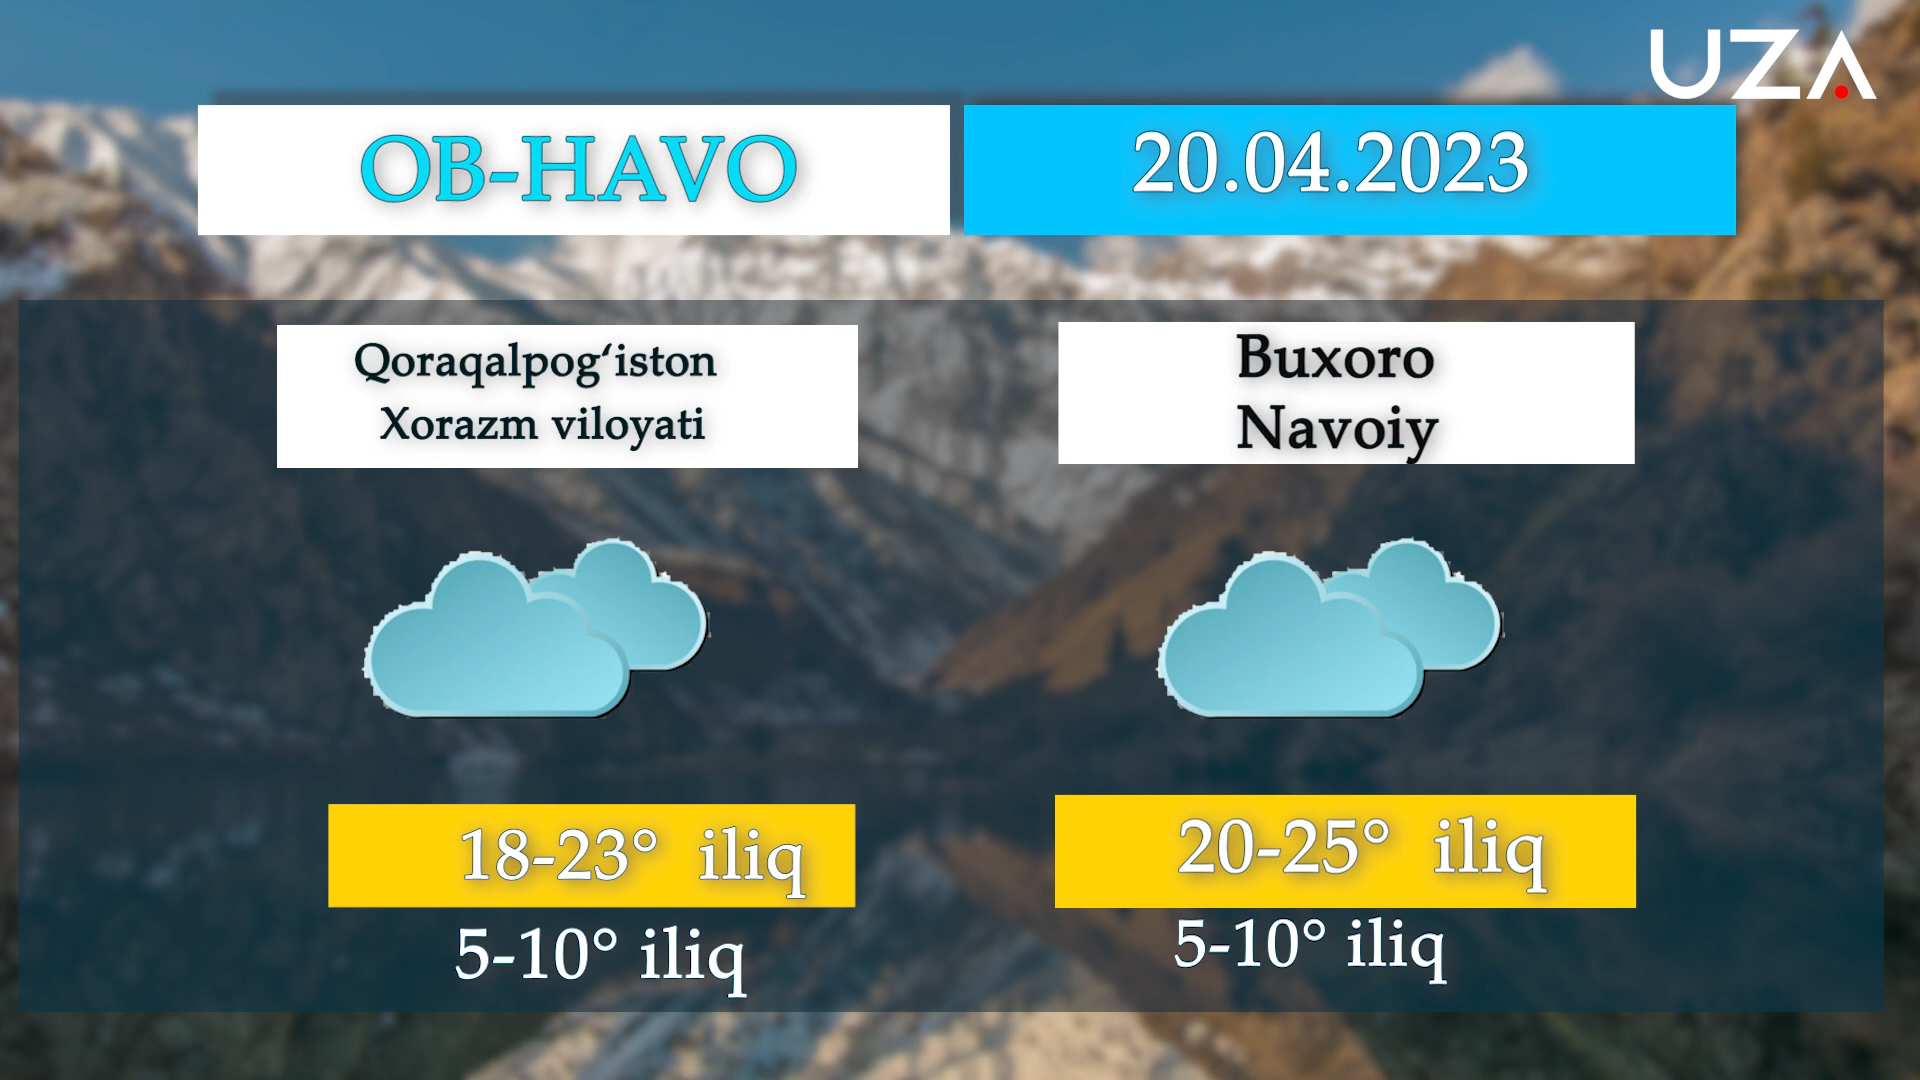 UZA
OB-HAVO
20.04.2023
Qoraqalpog‘iston
Xorazm viloyati
Buxoro
Navoiy
18-23° iliq
5-10° iliq
20-25° iliq
5-10° iliq